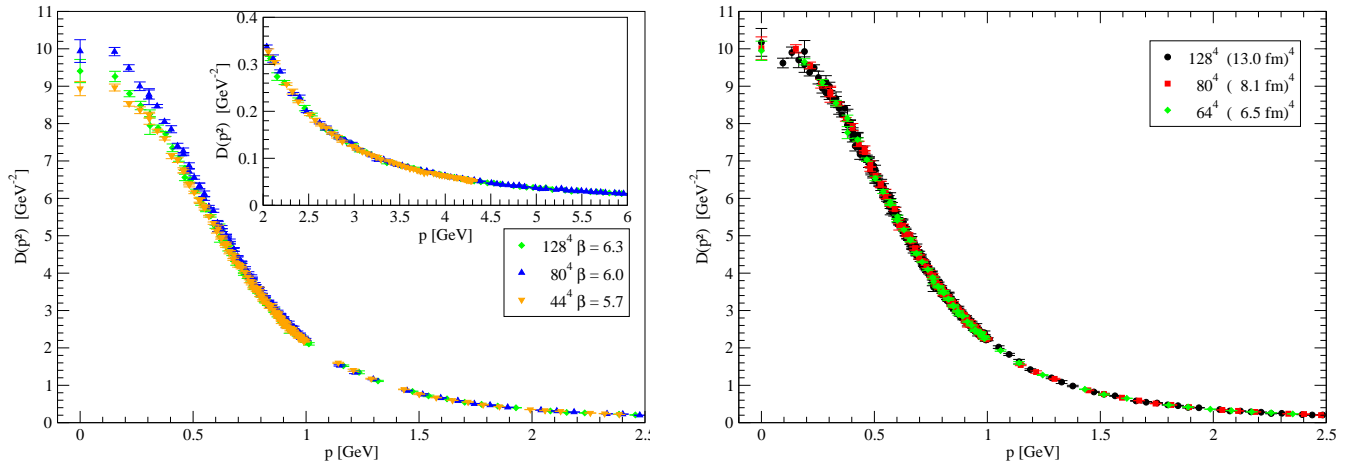 11
10
9
8
7
6
5
4
3
2
1
0
D(p²) [GeV⁻²]
0 0.5 1 1.5 2 2.5
p [GeV]
0.4
0.3
0.2
0.1
0
D(p²) [GeV⁻²]
2 2.5 3 3.5 4 4.5 5 5.5 6
p [GeV]
128⁴ β = 6.3
80⁴ β = 6.0
44⁴ β = 5.7
11
10
9
8
7
6
5
4
3
2
1
0
D(p²) [GeV⁻²]
0 0.5 1 1.5 2 2.5
p [GeV]
128⁴ (13.0 fm)⁴
80⁴ ( 8.1 fm)⁴
64⁴ ( 6.5 fm)⁴